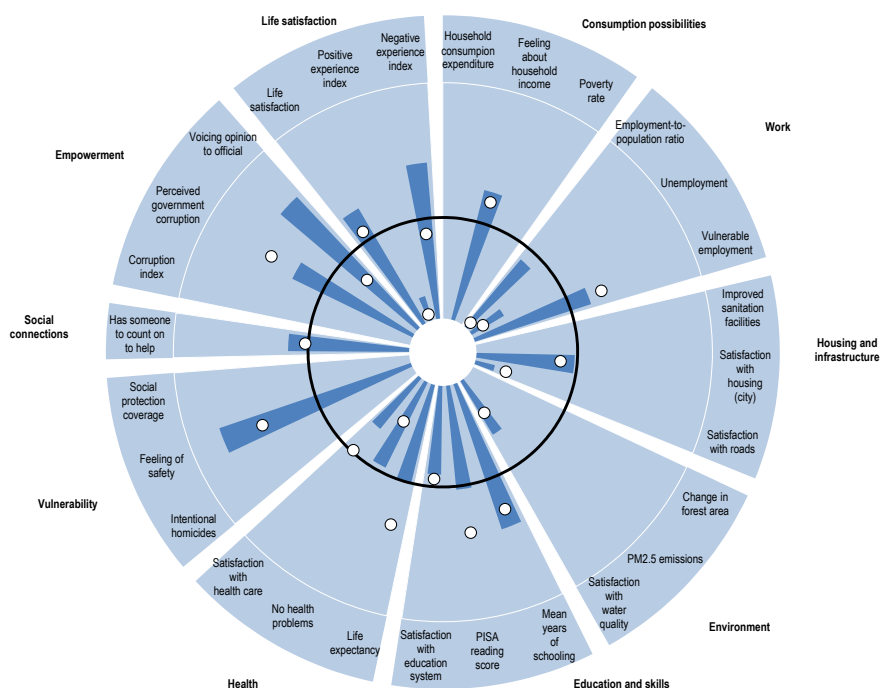 Life satisfaction
Consumption possibilities
Negative
experience
index
Household
consumpion
expenditure
Positive
experience
index
Feeling
about
household
income
Life
satisfaction
Poverty
rate
Voicing opinion
to official
Employment-to-
population ratio
Work
Empowerment
Perceived
government
corruption
Unemployment
Corruption
index
Vulnerable
employment
Social
connections
Has someone
to count on
to help
Improved
sanitation
facilities
Housing and
infrastructure
Satisfaction
with
housing
(city)
Social
protection
coverage
Satisfaction
with roads
Feeling of
safety
Vulnerability
Change in
forest area
Intentional
homicides
PM2.5 emissions
Satisfaction
with
health care
Satisfaction
with
water
quality
No health
problems
Environment
Life
expectancy
Satisfaction
with
education
system
PISA
reading
score
Mean
years of
schooling
Health
Education and skills